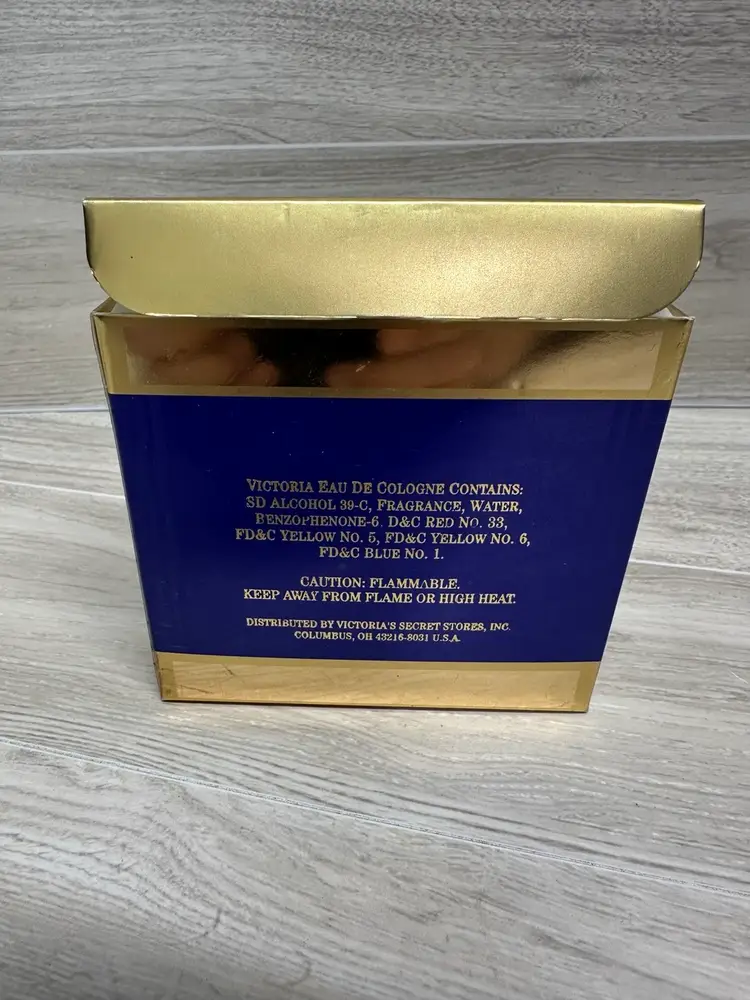 VICTORIA EAU DE COLOGNE CONTAINS:
SD ALCOHOL 39-C, FRAGRANCE, WATER,
BENZOPHENONE-6. D&C RED NO. 33,
FD&C YELLOW NO. 5, FD&C YELLOW NO. 6,
FD&C BLUE NO. 1.
CAUTION: FLAMMABLE.
KEEP AWAY FROM FLAME OR HIGH HEAT.
DISTRIBUTED BY VICTORIA'S SECRET STORES, INC.
COLUMBUS, OH 43216-8031 U.S.A.